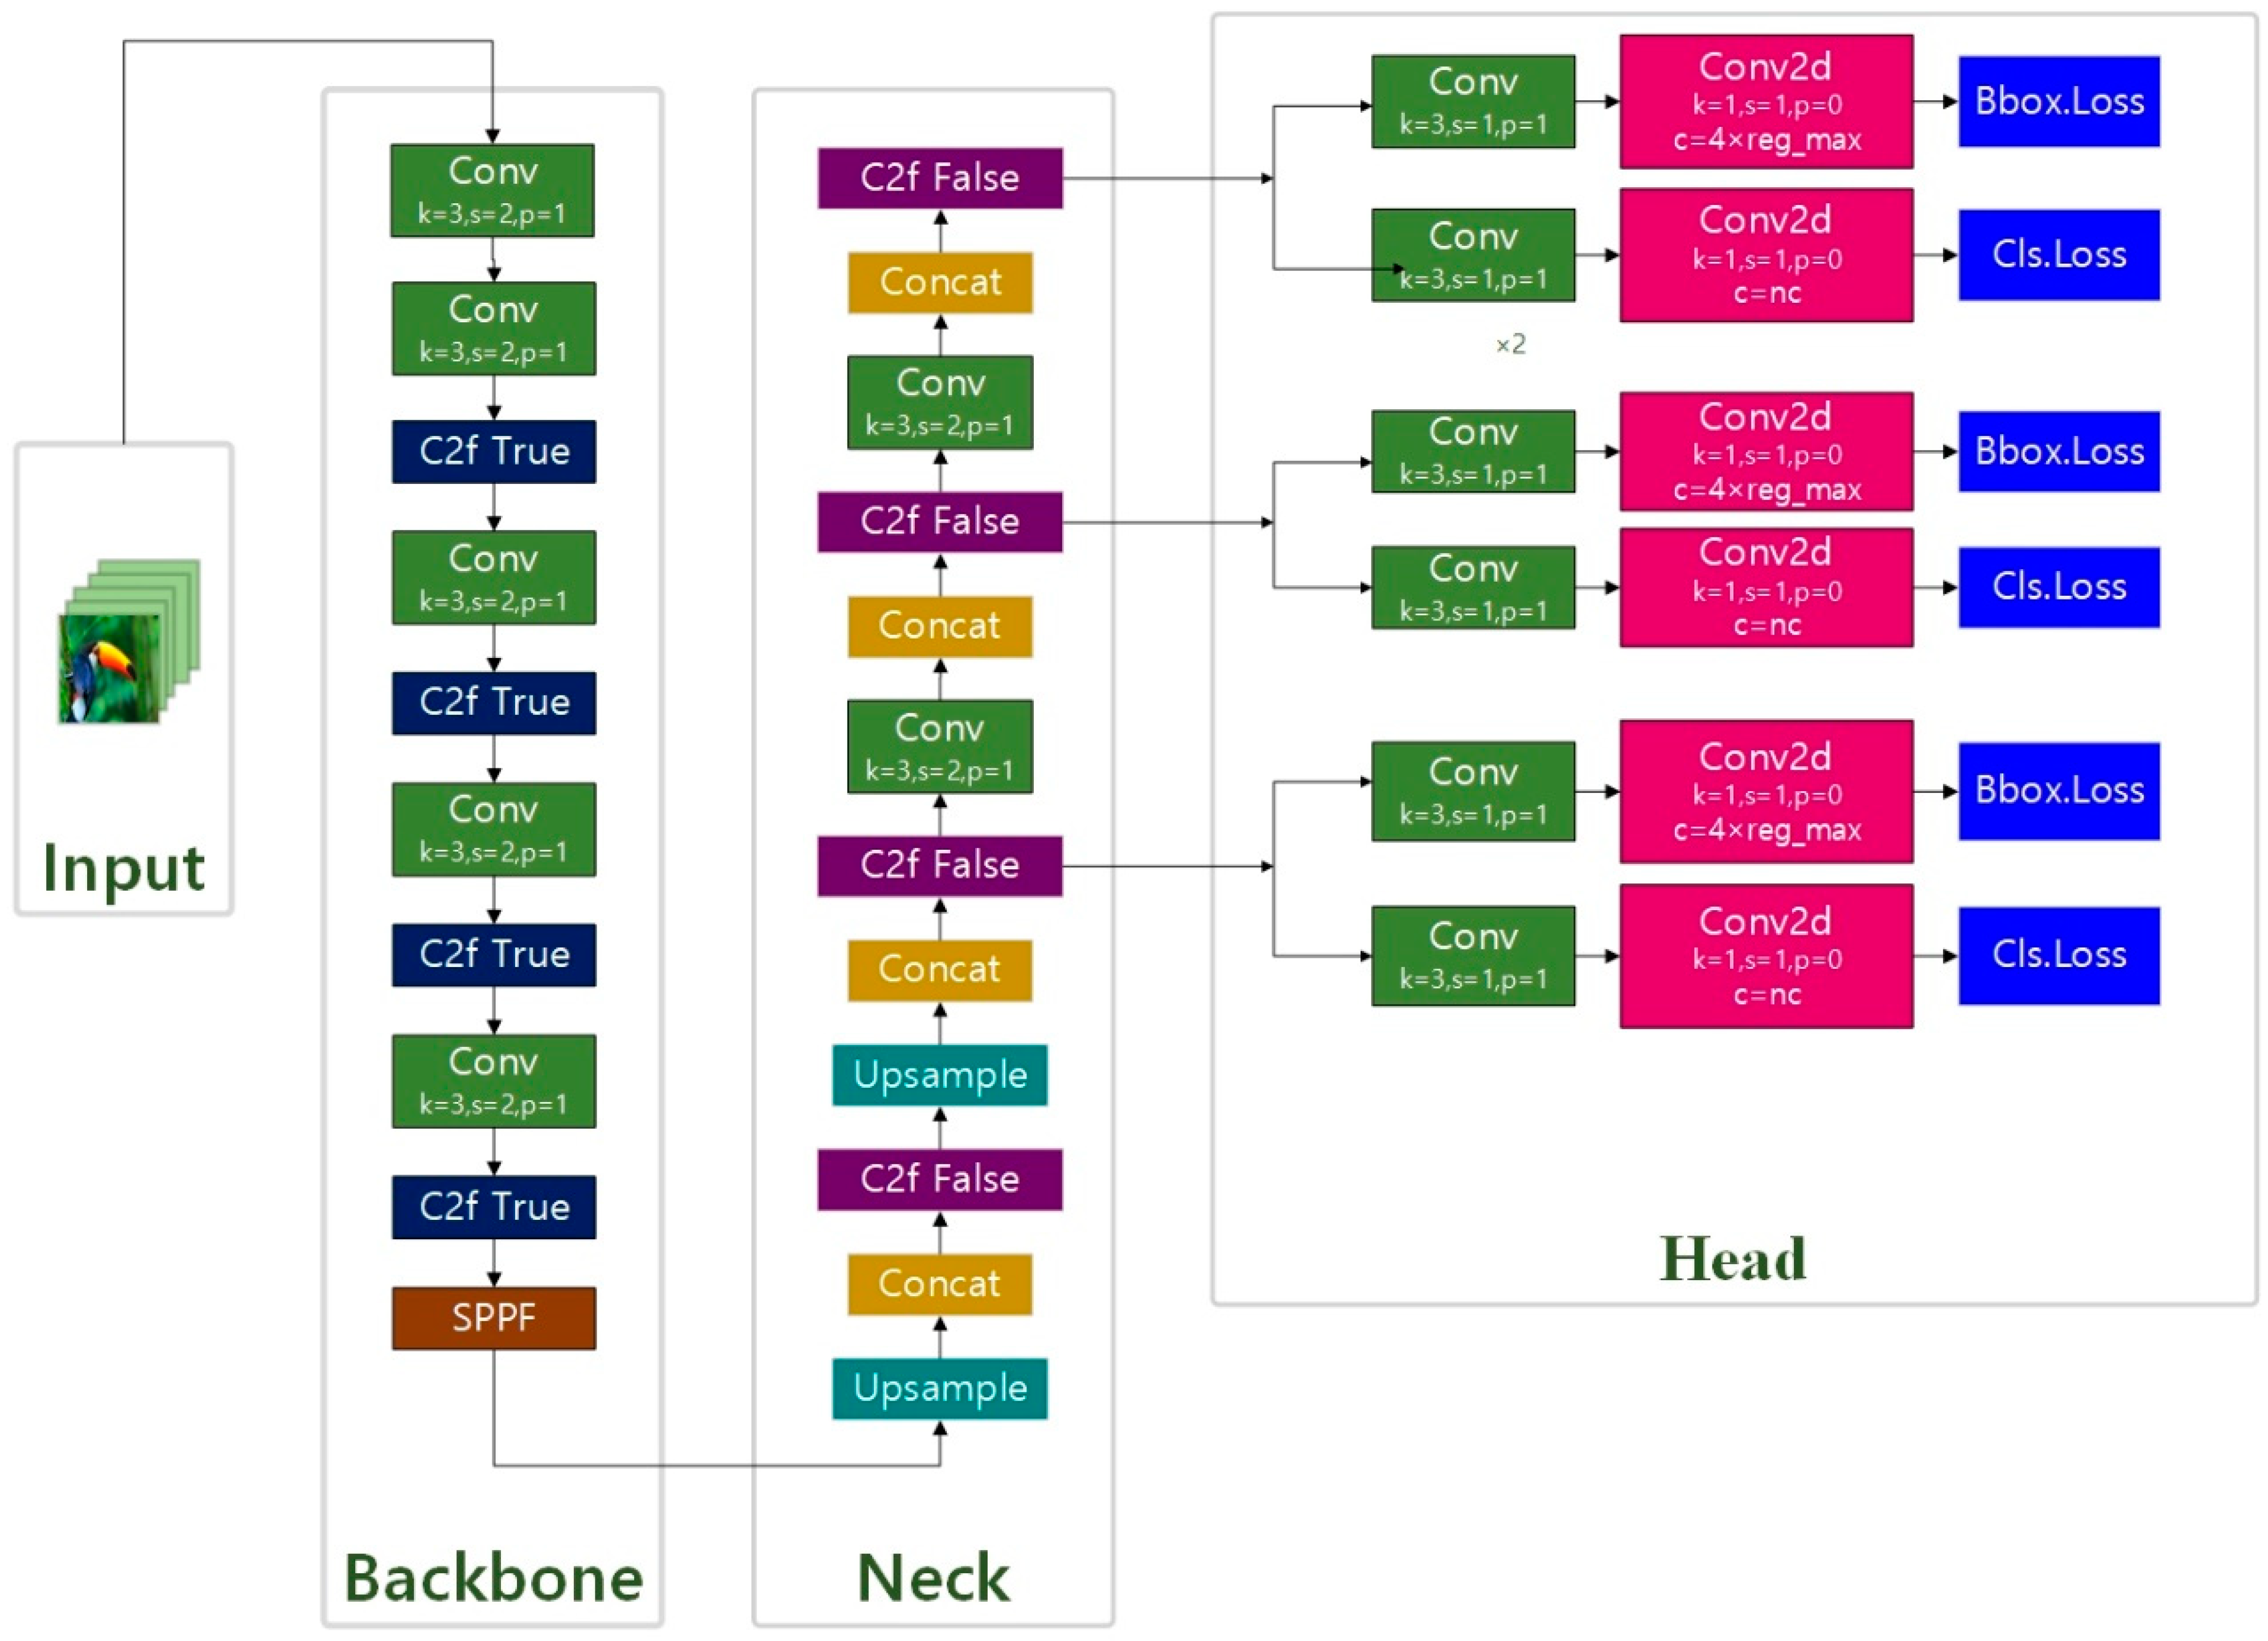 Input
Conv
k=3,s=2,p=1
Conv
k=3,s=2,p=1
C2f True
Conv
k=3,s=2,p=1
C2f True
Conv
k=3,s=2,p=1
C2f True
Conv
k=3,s=2,p=1
C2f True
SPPF
Backbone
C2f False
Concat
Conv
k=3,s=2,p=1
C2f False
Concat
Conv
k=3,s=2,p=1
C2f False
Concat
Upsample
C2f False
Concat
Upsample
Neck
Conv
k=3,s=1,p=1
Conv2d
k=1,s=1,p=0
c=4×reg_max
Bbox.Loss
Conv
k=3,s=1,p=1
Conv2d
k=1,s=1,p=0
c=nc
Cls.Loss
×2
Conv
k=3,s=1,p=1
Conv2d
k=1,s=1,p=0
c=4×reg_max
Bbox.Loss
Conv
k=3,s=1,p=1
Conv2d
k=1,s=1,p=0
c=nc
Cls.Loss
Conv
k=3,s=1,p=1
Conv2d
k=1,s=1,p=0
c=4×reg_max
Bbox.Loss
Conv
k=3,s=1,p=1
Conv2d
k=1,s=1,p=0
c=nc
Cls.Loss
Head